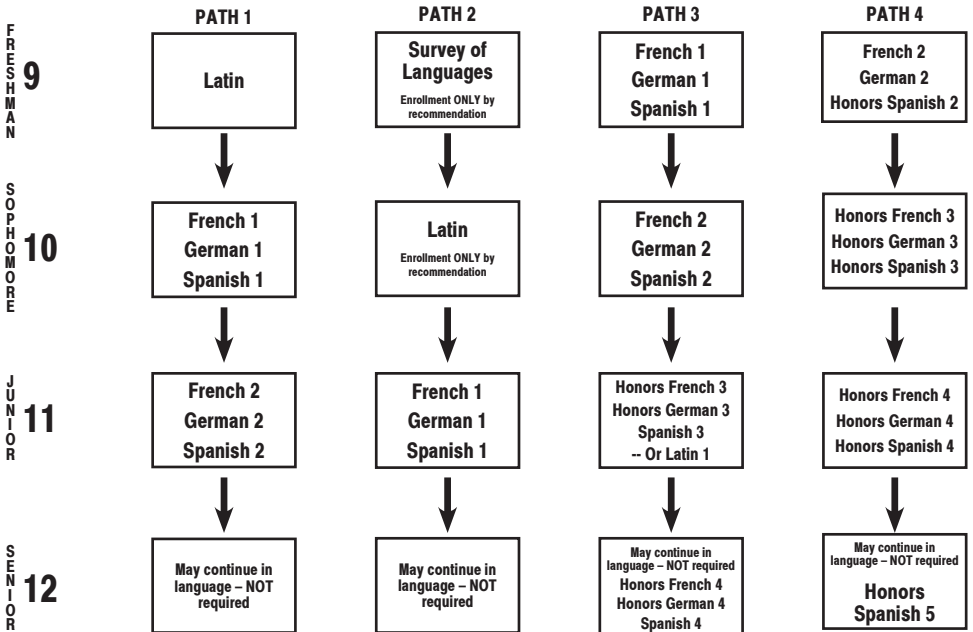 PATH 1
PATH 2
PATH 3
PATH 4
FRESHMAN
9
Latin
Survey of
Languages
Enrollment ONLY by
recommendation
French 1
German 1
Spanish 1
French 2
German 2
Honors Spanish 2
SOPHOMORE
10
French 1
German 1
Spanish 1
Latin
Enrollment ONLY by
recommendation
French 2
German 2
Spanish 2
Honors French 3
Honors German 3
Honors Spanish 3
JUNIOR
11
French 2
German 2
Spanish 2
French 1
German 1
Spanish 1
Honors French 3
Honors German 3
Spanish 3
-- Or Latin 1
Honors French 4
Honors German 4
Honors Spanish 4
SENIOR
12
May continue in
language – NOT
required
May continue in
language – NOT
required
May continue in
language – NOT required
Honors French 4
Honors German 4
Spanish 4
May continue in
language – NOT required
Honors
Spanish 5